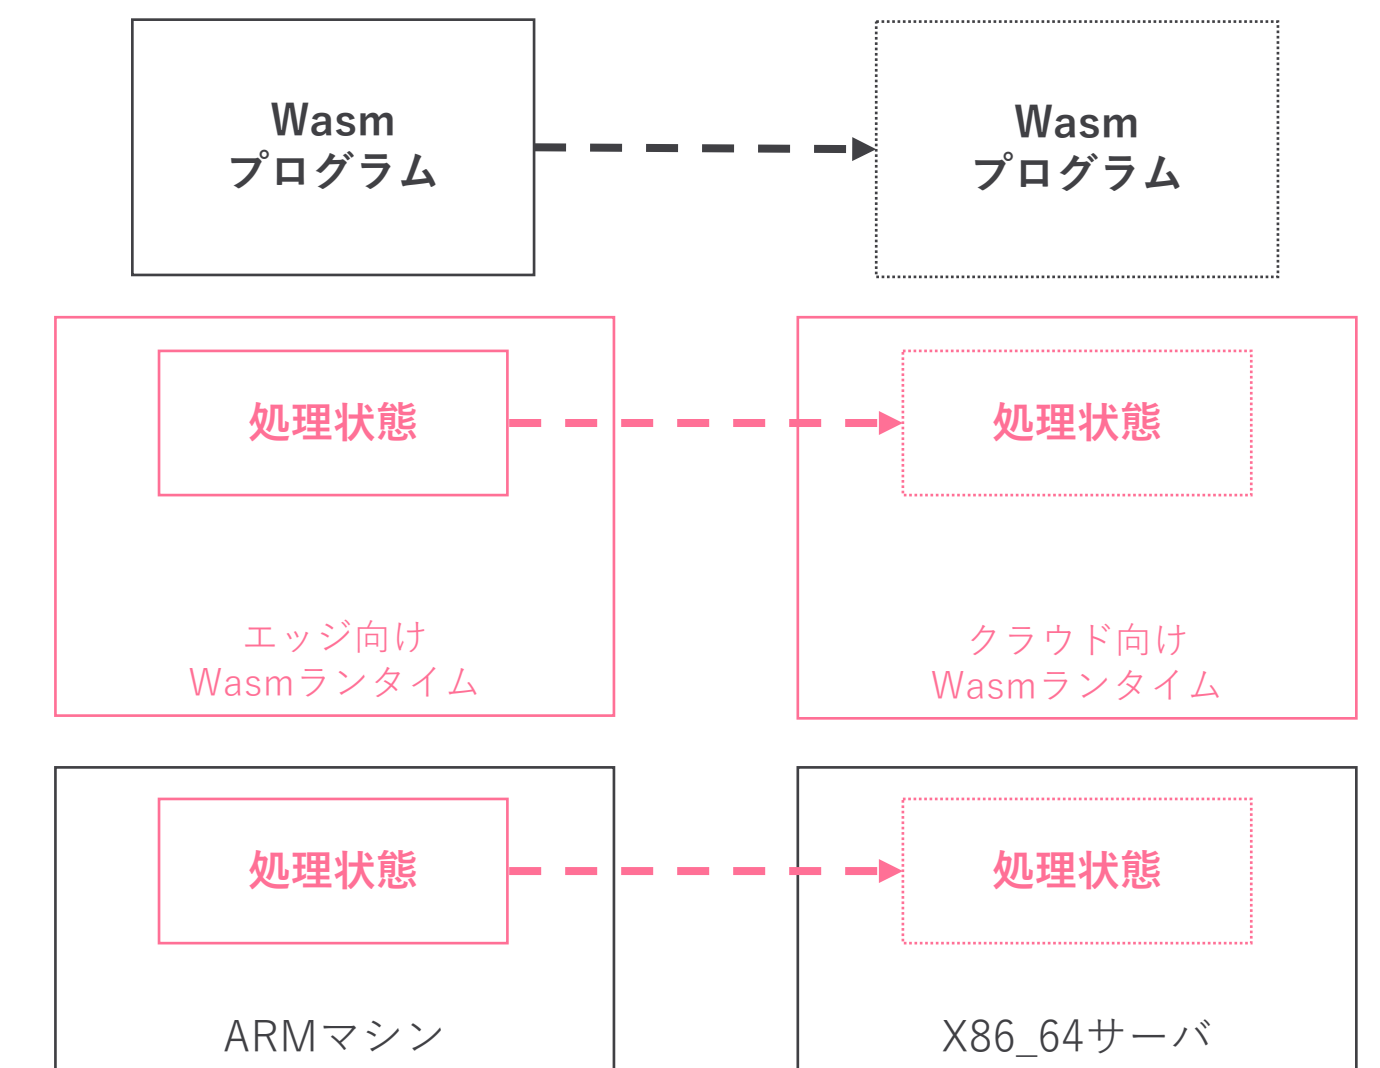 Wasm
プログラム
Wasm
プログラム
処理状態
処理状態
エッジ向け
Wasmランタイム
クラウド向け
Wasmランタイム
処理状態
処理状態
ARMマシン
X86_64サーバ